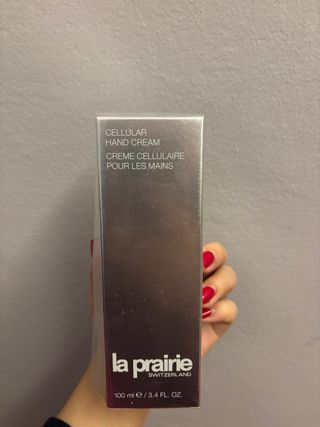 CELLULAR
HAND CREAM
CREME CELLULAIRE
POUR LES MAINS
la prairie
SWITZERLAND
100 ml ℮ / 3.4 FL. OZ.